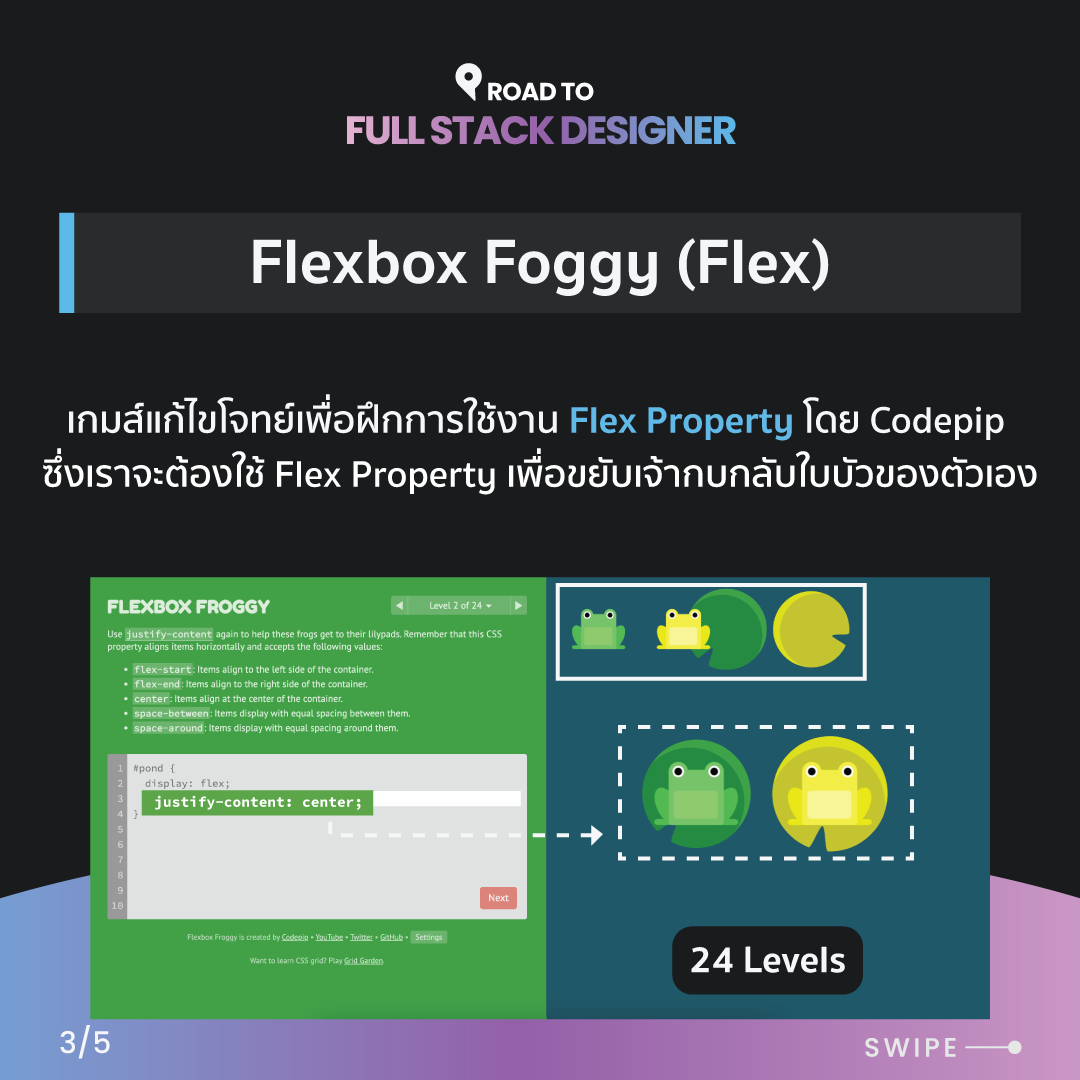 ROAD TO
FULL STACK DESIGNER
Flexbox Foggy (Flex)
เกมส์แก้ไขโจทย์เพื่อฝึกการใช้งาน Flex Property โดย Codepip
ซึ่งเราจะต้องใช้ Flex Property เพื่อขยับเจ้ากบกลับใบบัวของตัวเอง
FLEXBOX FROGGY
Level 2 of 24
Use justify-content again to help these frogs get to their lilypads. Remember that this CSS
property aligns items horizontally and accepts the following values:
• flex-start: Items align to the left side of the container.
• flex-end: Items align to the right side of the container.
• center: Items align at the center of the container.
• space-between: Items display with equal spacing between them.
• space-around: Items display with equal spacing around them.
1 #pond {
2 display: flex;
3 justify-content: center;
4 }
5
6
7
8
9
10
Next
Flexbox Froggy is created by Codepip • YouTube • Twitter • GitHub • Settings
Want to learn CSS grid? Play Grid Garden.
24 Levels
3/5
SWIPE